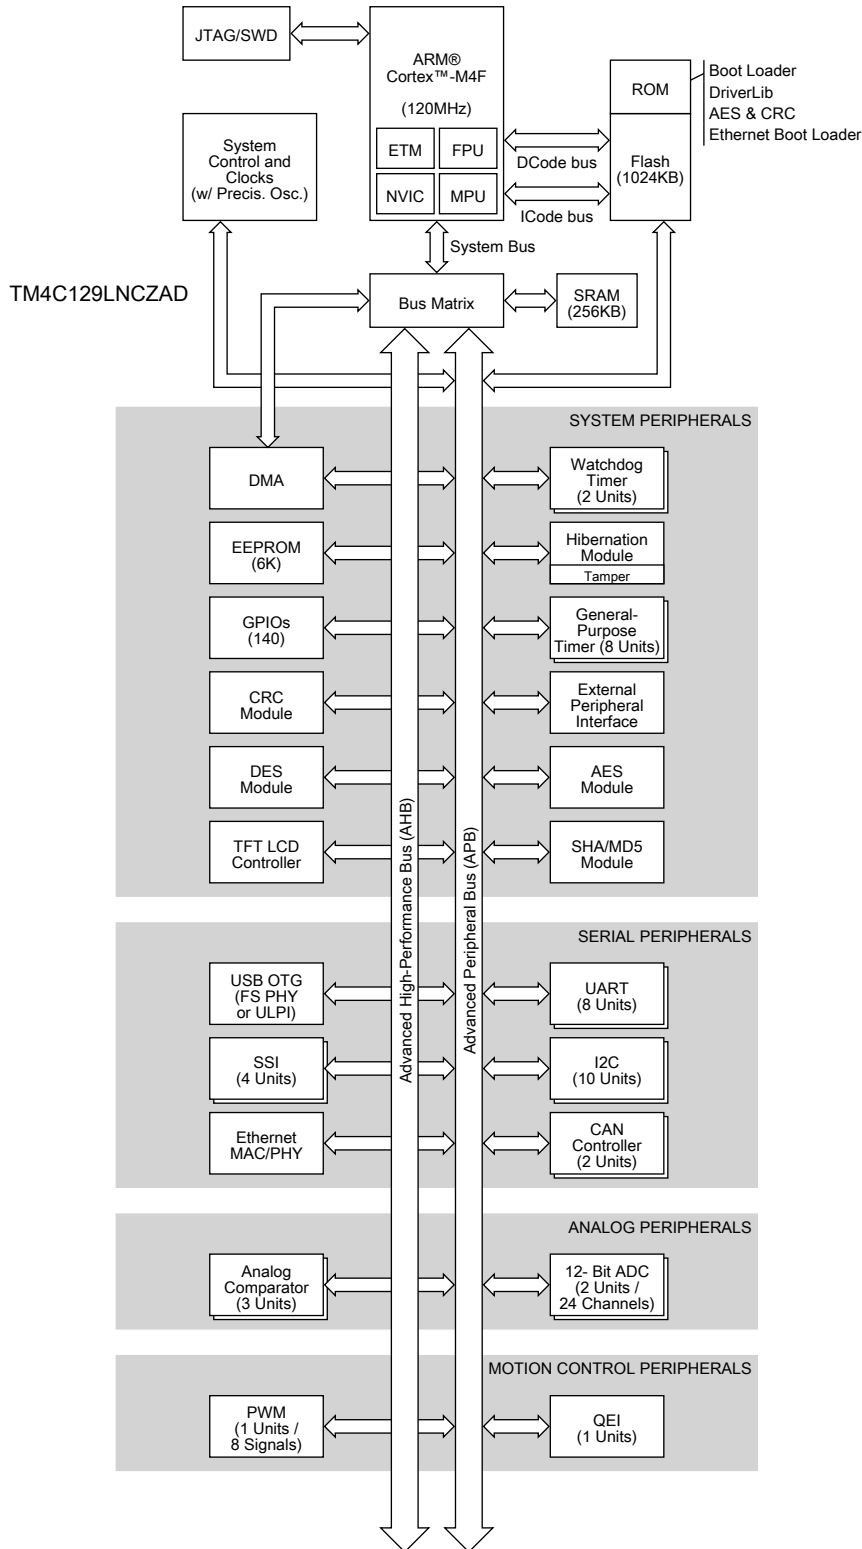 JTAG/SWD
ARM®
Cortex™-M4F
(120MHz)
ETM
FPU
NVIC
MPU
DCode bus
ICode bus
ROM
Flash
(1024KB)
Boot Loader
DriverLib
AES & CRC
Ethernet Boot Loader
System
Control and
Clocks
(w/ Precis. Osc.)
System Bus
TM4C129LNCZAD
Bus Matrix
SRAM
(256KB)
SYSTEM PERIPHERALS
DMA
Watchdog
Timer
(2 Units)
EEPROM
(6K)
Hibernation
Module
Tamper
GPIOs
(140)
General-
Purpose
Timer (8 Units)
CRC
Module
External
Peripheral
Interface
DES
Module
AES
Module
TFT LCD
Controller
SHA/MD5
Module
Advanced High-Performance Bus (AHB)
Advanced Peripheral Bus (APB)
SERIAL PERIPHERALS
USB OTG
(FS PHY
or ULPI)
UART
(8 Units)
SSI
(4 Units)
I2C
(10 Units)
Ethernet
MAC/PHY
CAN
Controller
(2 Units)
ANALOG PERIPHERALS
Analog
Comparator
(3 Units)
12- Bit ADC
(2 Units /
24 Channels)
MOTION CONTROL PERIPHERALS
PWM
(1 Units /
8 Signals)
QEI
(1 Units)